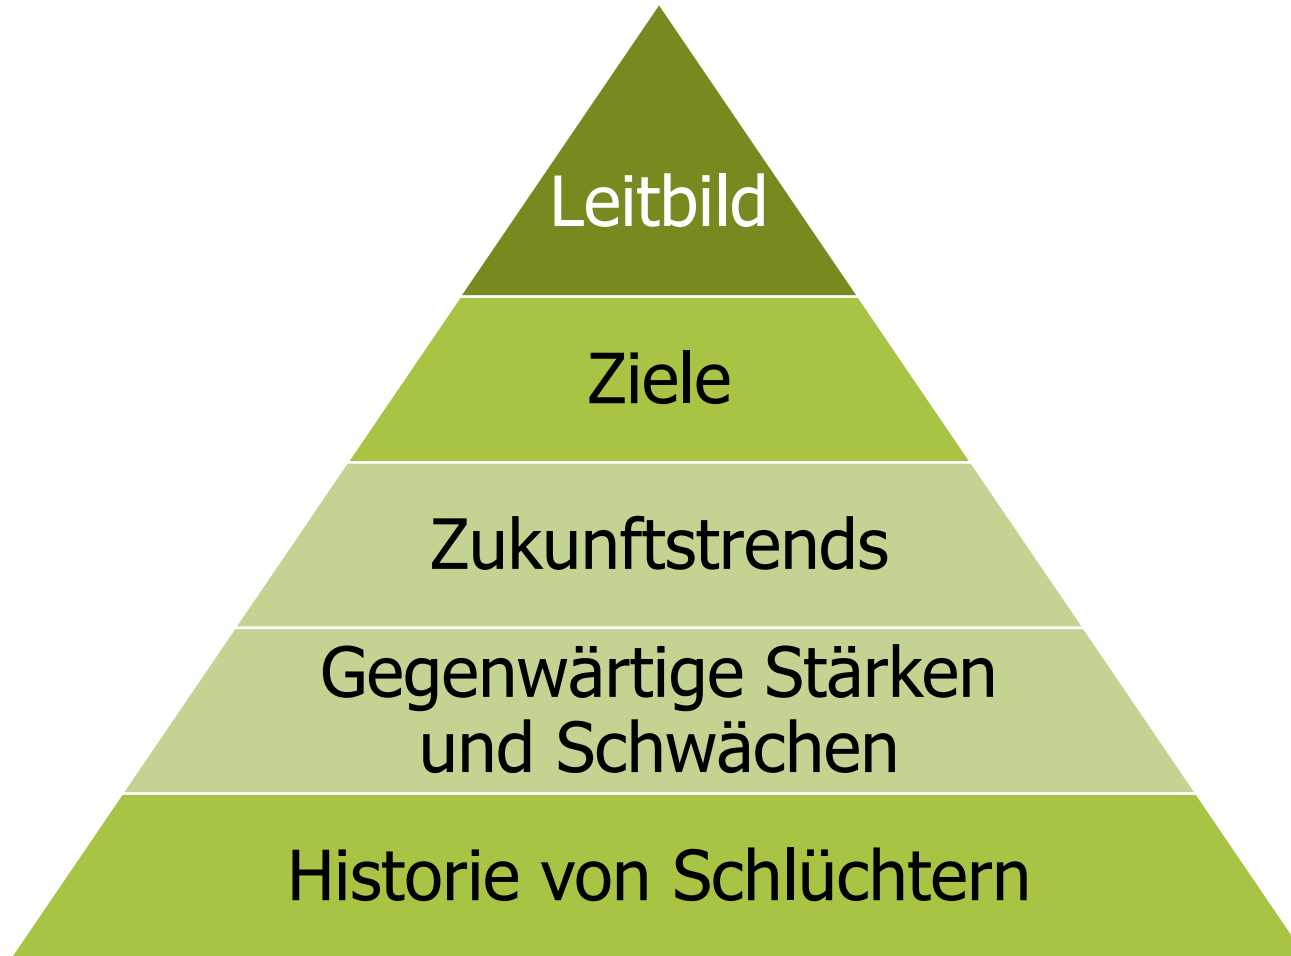 Leitbild
Ziele
Zukunftstrends
Gegenwärtige Stärken
und Schwächen
Historie von Schlüchtern